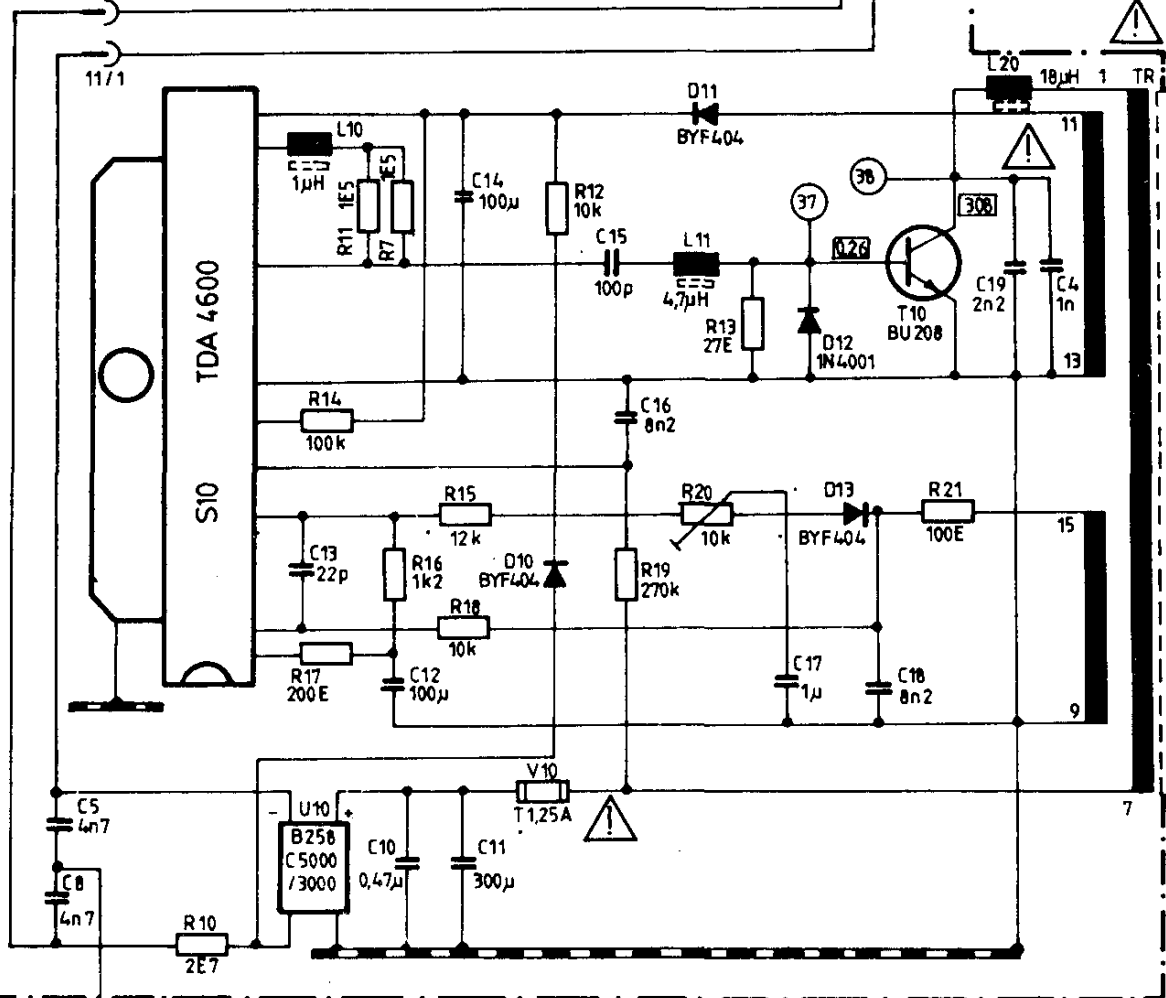 11/1
L20
18µH
1
TR
D11
BYF404
11
L10
1µH
1E5
1E5
R11
R7
C14
100µ
R12
10k
38
37
308
C15
100p
L11
4,7µH
0,26
TDA 4600
R13
27E
D12
1N4001
T10
BU208
C19
2n2
C4
1n
13
R14
100k
C16
8n2
S10
R15
12k
R20
10k
D13
BYF404
R21
100E
15
C13
22p
R16
1k2
D10
BYF404
R19
270k
R18
10k
R17
200E
C12
100µ
C17
1µ
C18
8n2
9
V10
T1,25A
!
7
C5
4n7
- U10 +
B258
C5000
/3000
C10
0,47µ
C11
300µ
C8
4n7
R10
2E7